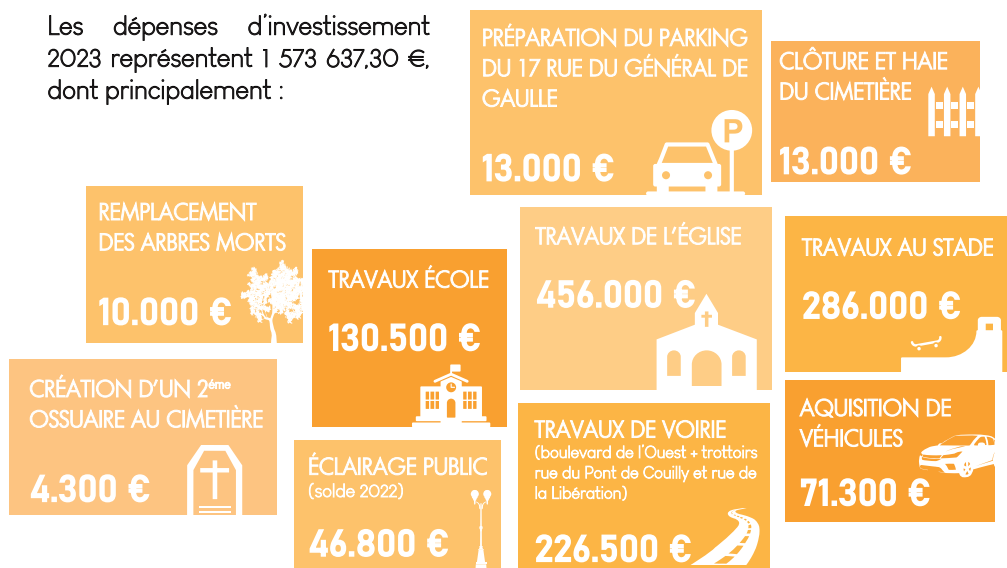 Les dépenses d'investissement
2023 représentent 1 573 637,30 €,
dont principalement :
PRÉPARATION DU PARKING
DU 17 RUE DU GÉNÉRAL DE
GAULLE
13.000 €
P
CLÔTURE ET HAIE
DU CIMETIÈRE
13.000 €
REMPLACEMENT
DES ARBRES MORTS
10.000 €
TRAVAUX ÉCOLE
130.500 €
TRAVAUX DE L'ÉGLISE
456.000 €
TRAVAUX AU STADE
286.000 €
CRÉATION D'UN 2éme
OSSUAIRE AU CIMETIÈRE
4.300 €
ÉCLAIRAGE PUBLIC
(solde 2022)
46.800 €
TRAVAUX DE VOIRIE
(boulevard de l'Ouest + trottoirs
rue du Pont de Couilly et rue de
la Libération)
226.500 €
AQUISITION DE
VÉHICULES
71.300 €